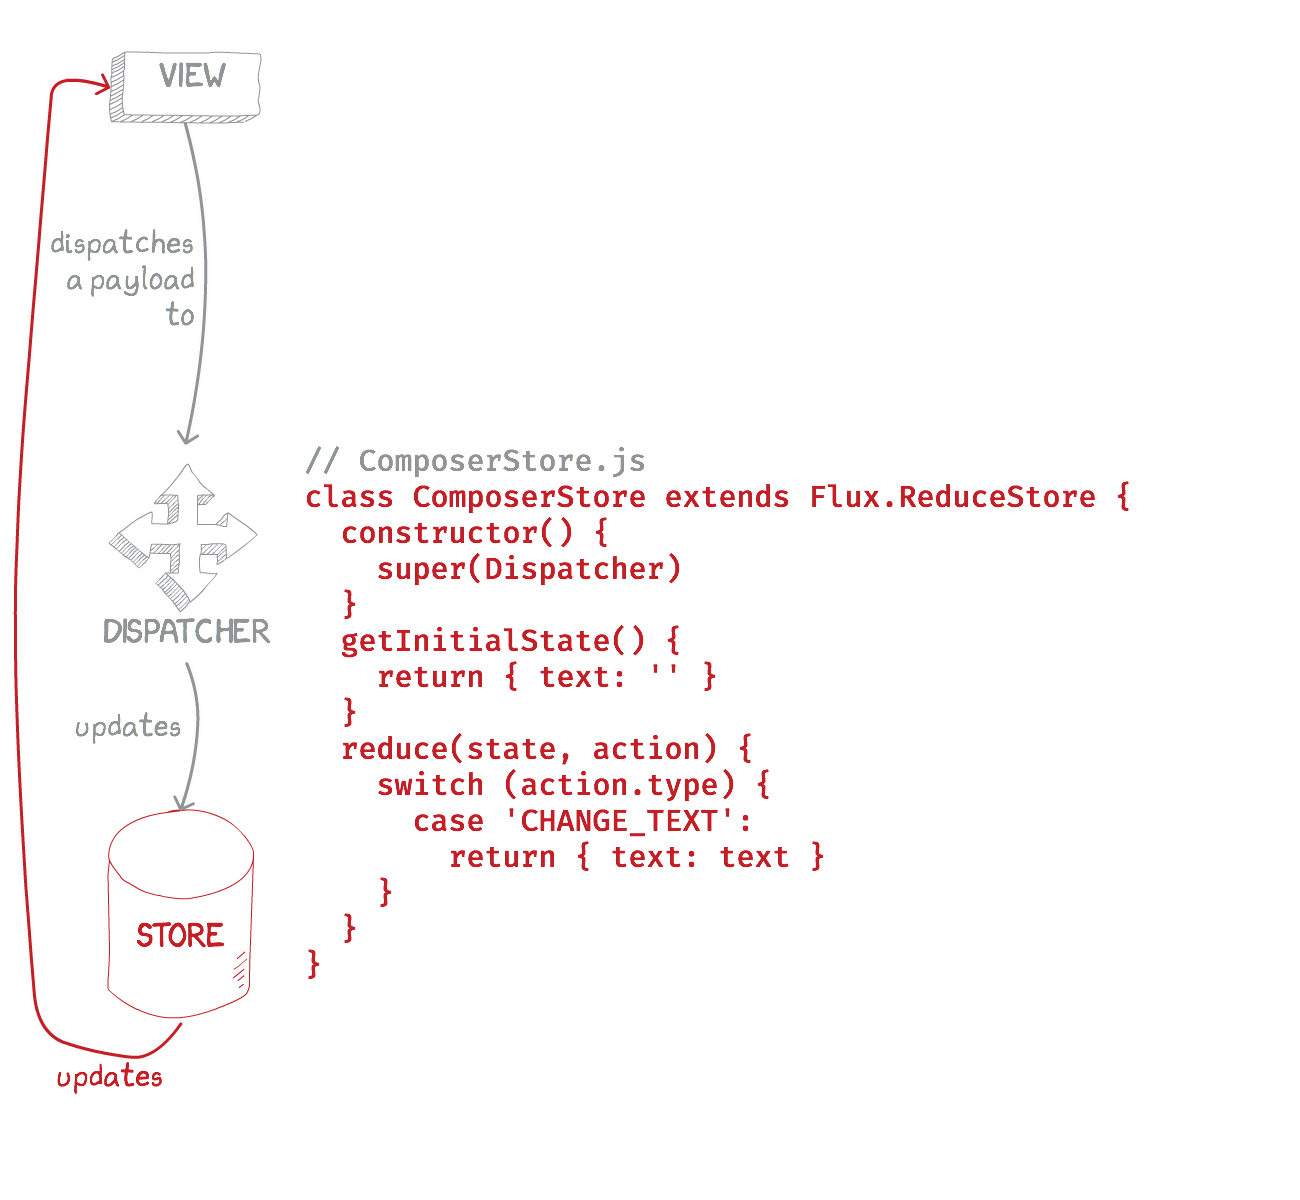 VIEW
dispatches
a payload
to
DISPATCHER
updates
STORE
updates
// ComposerStore.js
class ComposerStore extends Flux.ReduceStore {
  constructor() {
    super(Dispatcher)
  }
  getInitialState() {
    return { text: '' }
  }
  reduce(state, action) {
    switch (action.type) {
      case 'CHANGE_TEXT':
        return { text: text }
    }
  }
}